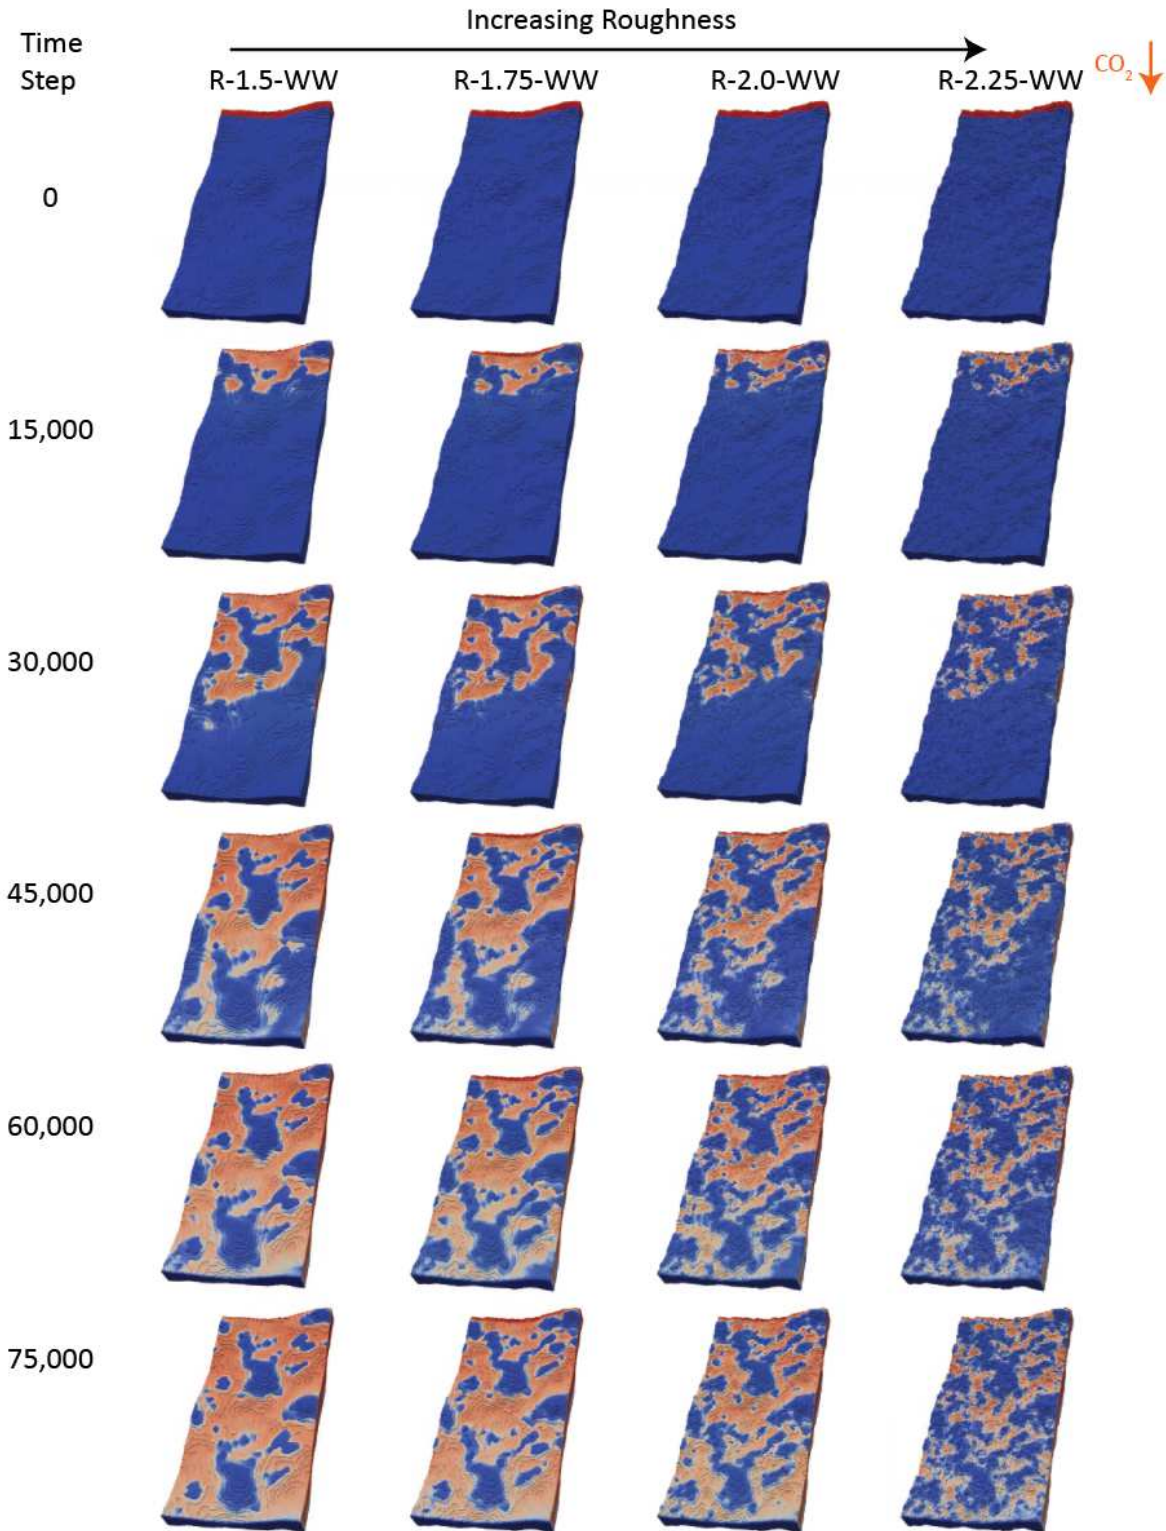 Increasing Roughness
Time
Step
R-1.5-WW R-1.75-WW R-2.0-WW R-2.25-WW
CO₂
0
15,000
30,000
45,000
60,000
75,000